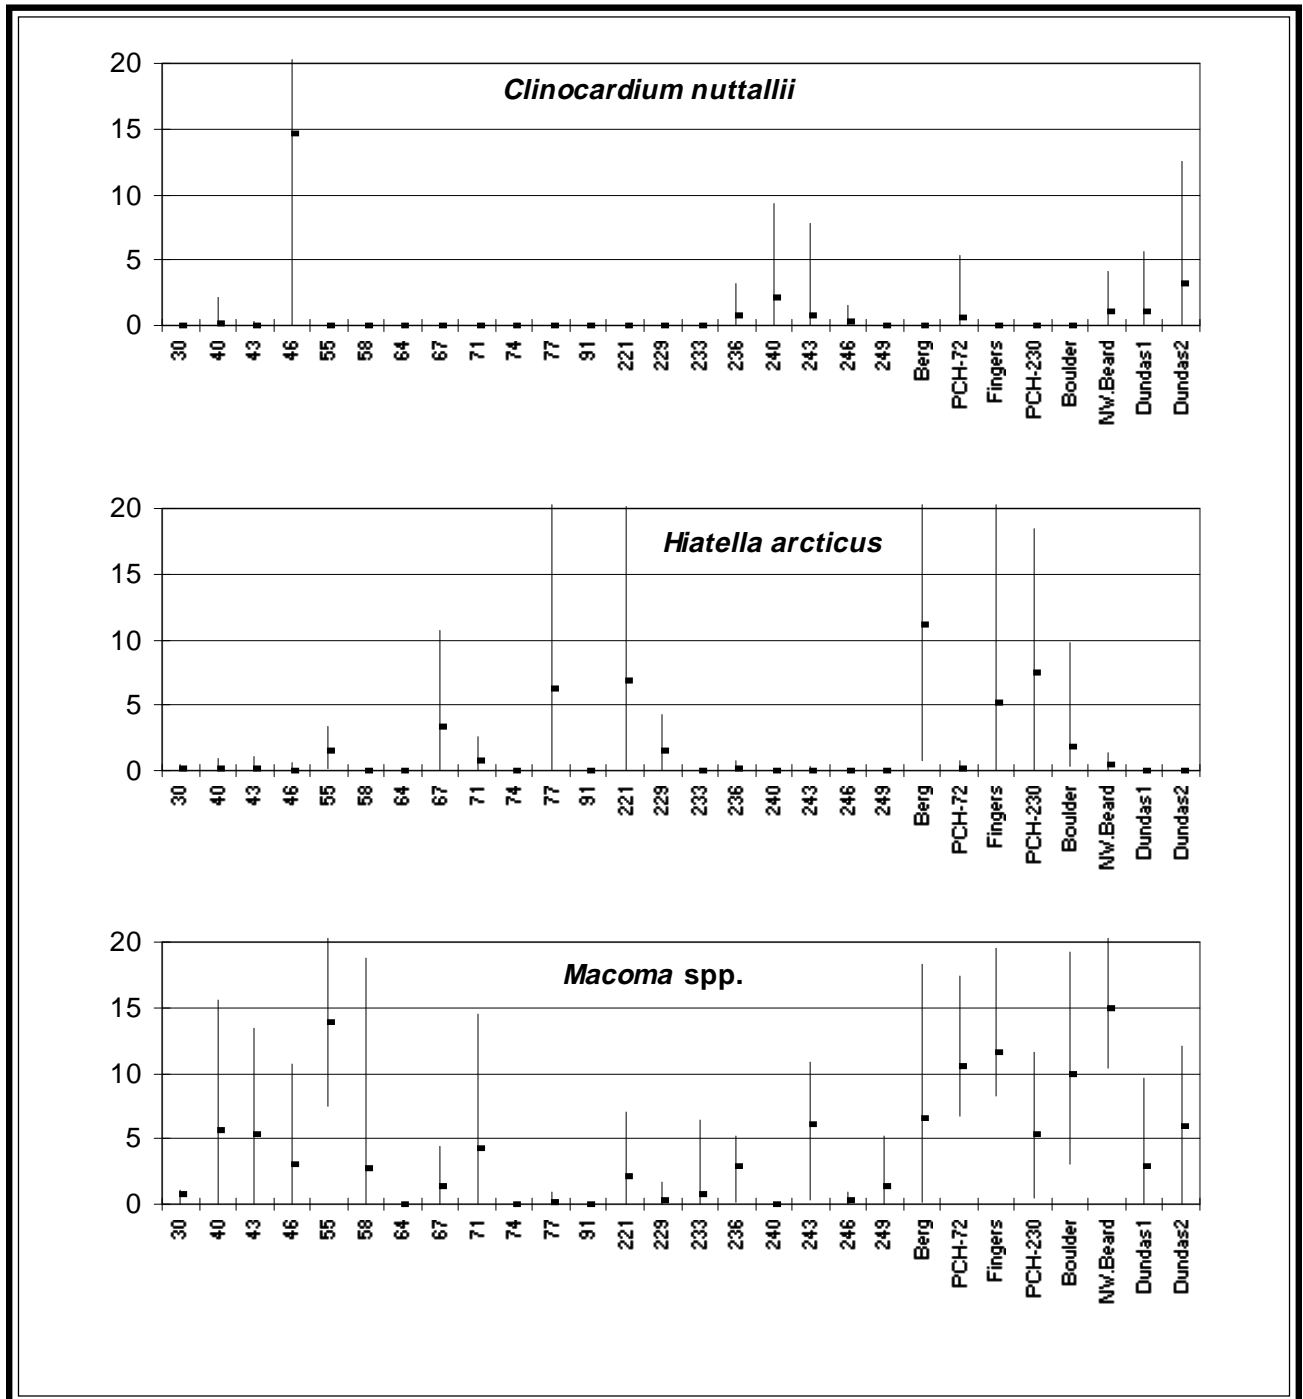 Clinocardium nuttallii
20
15
10
5
0
30 40 43 46 55 58 64 67 71 74 77 91 221 229 233 236 240 243 246 249 Berg PCH-72 Fingers PCH-230 Boulder NW.Beard Dundas1 Dundas2
Hiatella arcticus
20
15
10
5
0
30 40 43 46 55 58 64 67 71 74 77 91 221 229 233 236 240 243 246 249 Berg PCH-72 Fingers PCH-230 Boulder NW.Beard Dundas1 Dundas2
Macoma spp.
20
15
10
5
0
30 40 43 46 55 58 64 67 71 74 77 91 221 229 233 236 240 243 246 249 Berg PCH-72 Fingers PCH-230 Boulder NW.Beard Dundas1 Dundas2